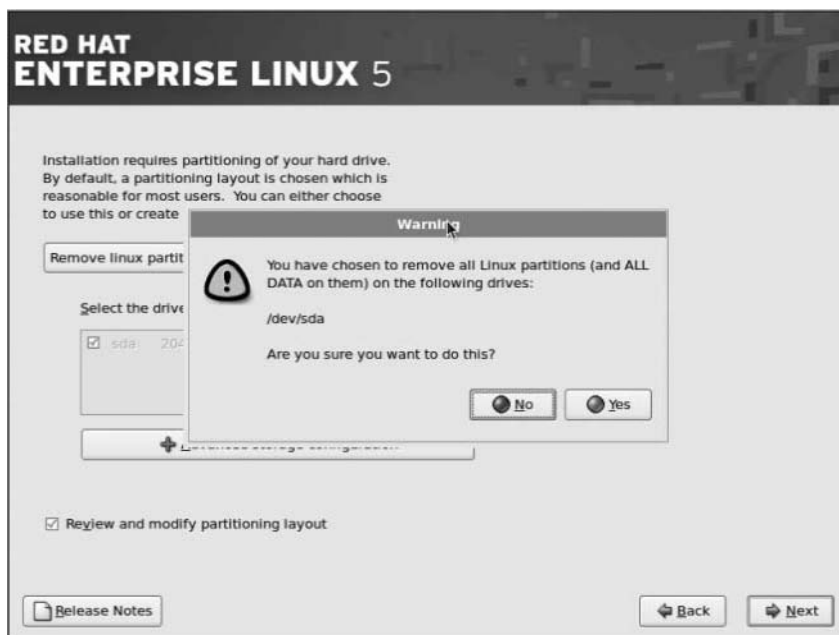 RED HAT
ENTERPRISE LINUX 5
Installation requires partitioning of your hard drive.
By default, a partitioning layout is chosen which is
reasonable for most users. You can either choose
to use this or create
Warning
Remove linux partit
You have chosen to remove all Linux partitions (and ALL
DATA on them) on the following drives:
/dev/sda
Are you sure you want to do this?
Select the drive
sda 204
No
Yes
Review and modify partitioning layout
Release Notes
Back
Next